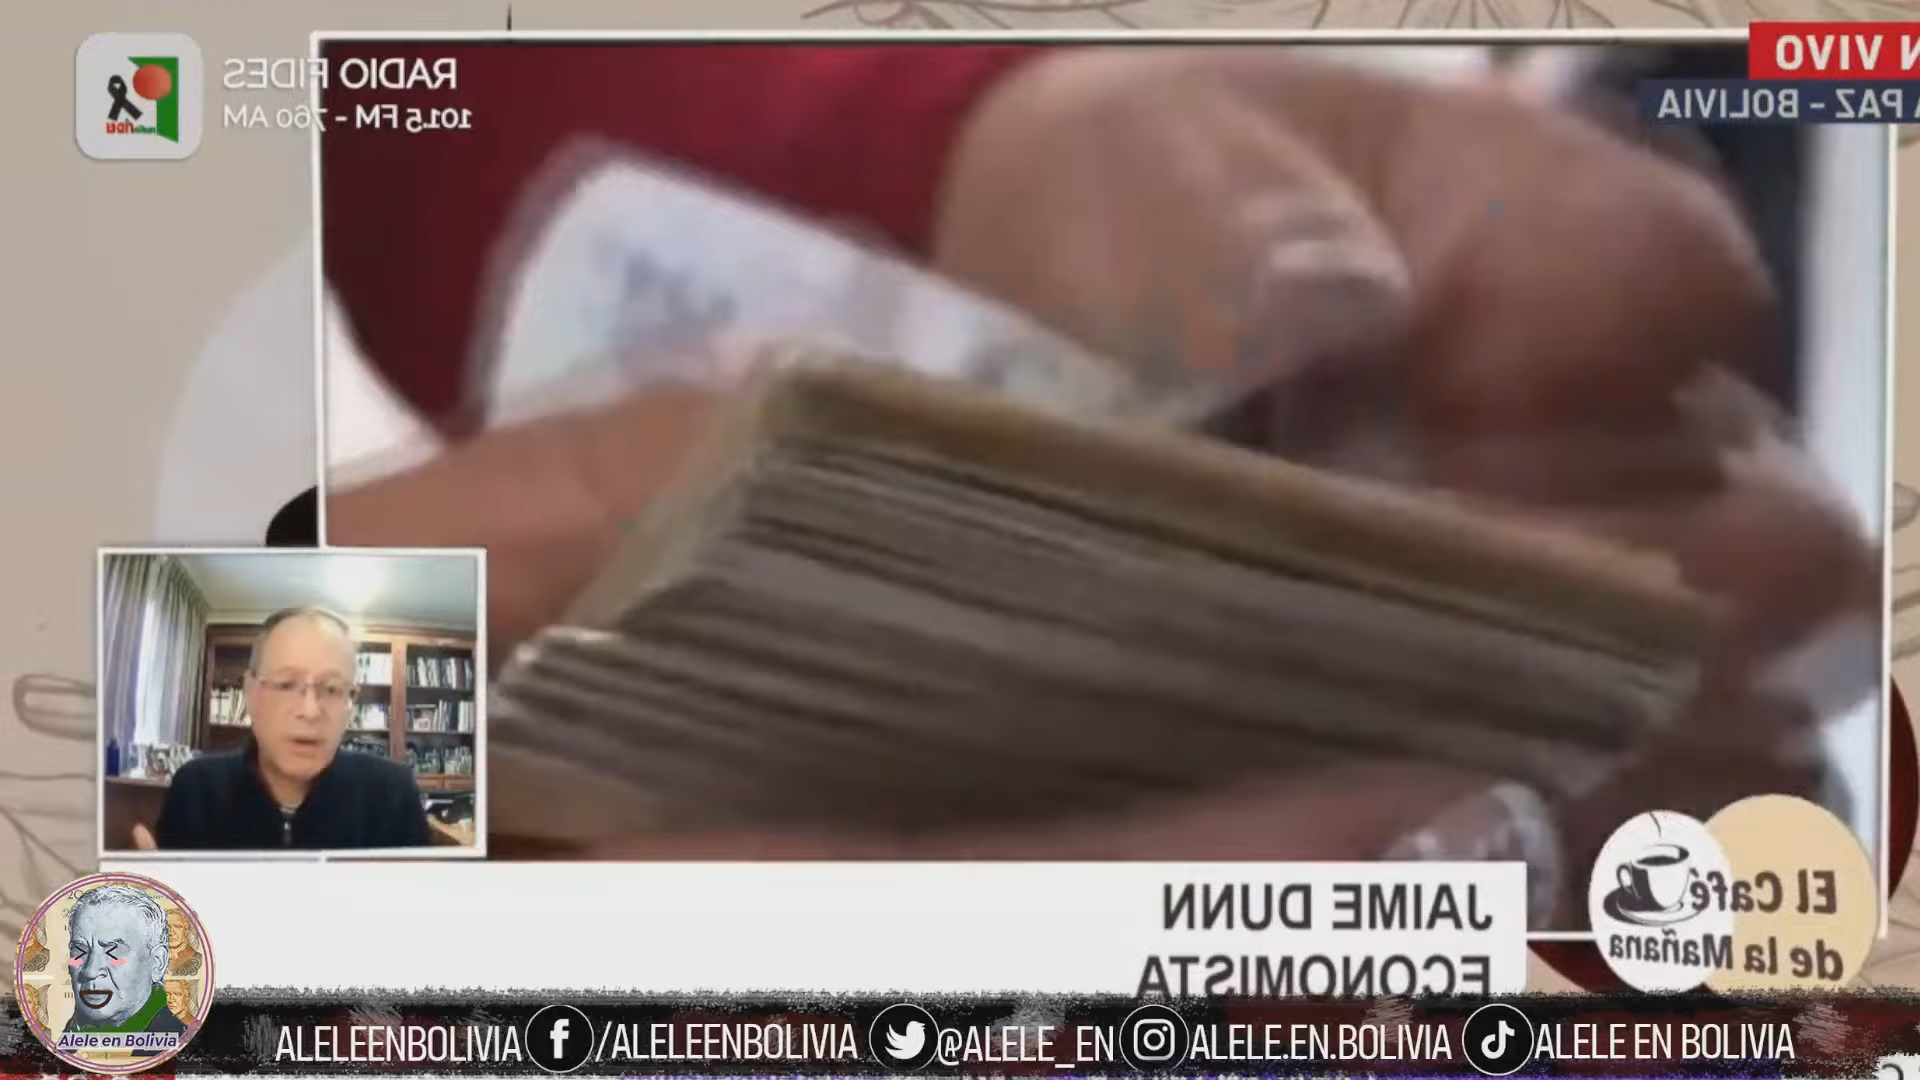 RADIO FIDES
101.5 FM - 760 AM
N VIVO
A PAZ - BOLIVIA
JAIME DUNN
ECONOMISTA
El Café
de la Mañana
Alele en Bolivia
ALELEENBOLIVIA /ALELEENBOLIVIA @ALELE_EN ALELE.EN.BOLIVIA ALELE EN BOLIVIA